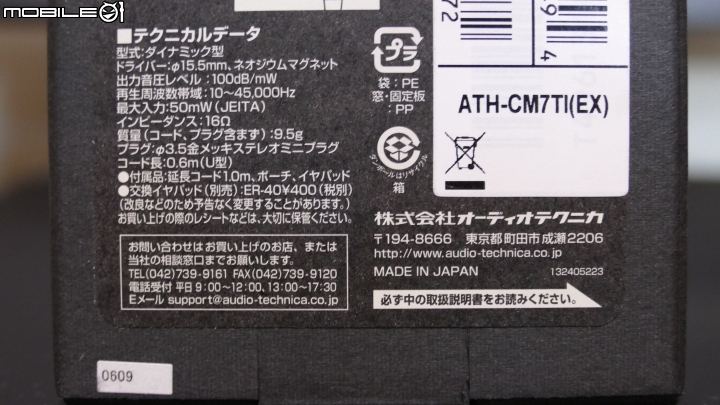 MOBILE01
■テクニカルデータ
型式：ダイナミック型
ドライバー：φ15.5mm、ネオジウムマグネット
出力音圧レベル：100dB/mW
再生周波数帯域：10～45,000Hz
最大入力：50mW（JEITA）
インピーダンス：16Ω
質量（コード、プラグ含まず）：9.5g
プラグ：φ3.5金メッキステレオミニプラグ
コード長：0.6m（U型）
●付属品：延長コード1.0m、ポーチ、イヤパッド
●交換イヤパッド（別売）：ER-40¥400（税別）
（改良などのため予告なく変更することがあります。）
お買い上げの際のレシートなどは、大切に保管ください。
お問い合わせはお買い上げのお店、または
当社の相談窓口までお願いします。
TEL（042）739-9161 FAX（042）739-9120
電話受付 平日 9：00～12：00、13：00～17：30
Eメール support@audio-technica.co.jp
プラ
袋：PE
窓・固定板：PP
ダンボールはリサイクル
箱
72
9 4
ATH-CM7TI(EX)
株式会社オーディオテクニカ
〒194-8666 東京都町田市成瀬2206
http://www.audio-technica.co.jp
MADE IN JAPAN 132405223
必ず中の取扱説明書をお読みください。
0609